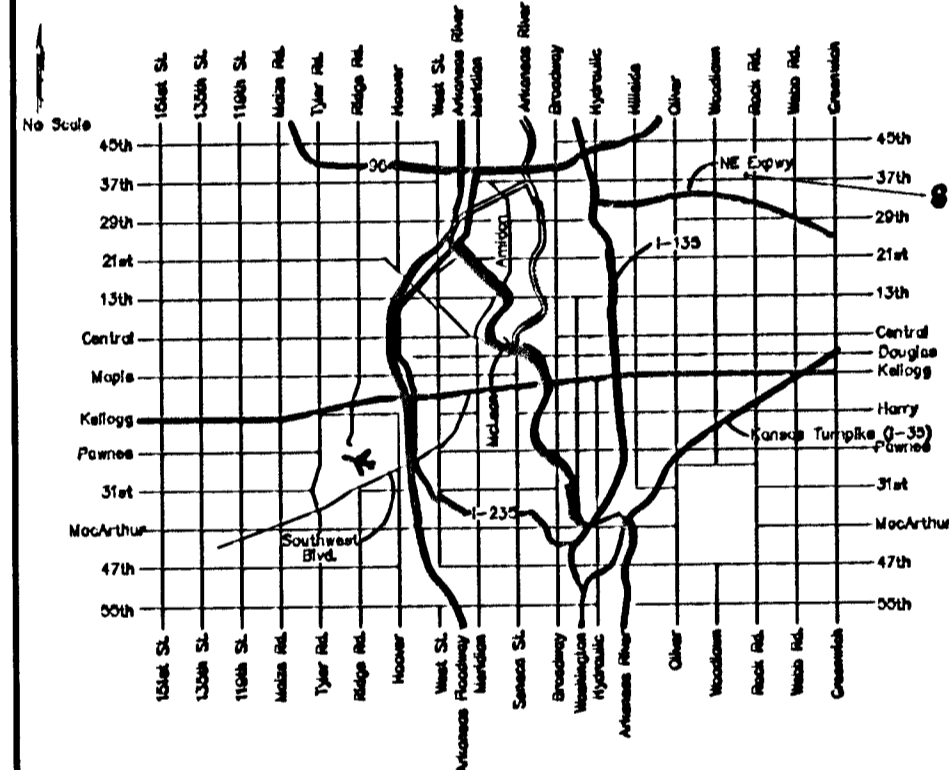 No Scale
151st St.
135th St.
119th St.
Maize Rd.
Tyler Rd.
Ridge Rd.
Hoover
West St.
Arkansas River
Meridian
Arkansas River
Broadway
Hydraulic
Hillside
Oliver
Woodlawn
Rock Rd.
Webb Rd.
Greenwich
45th
37th
29th
21st
13th
Central
Maple
Kellogg
Pawnee
31st
MacArthur
47th
55th
45th
37th
29th
21st
13th
Central
Douglas
Kellogg
Harry
Pawnee
31st
MacArthur
47th
55th
96
NE Expwy
I-135
Amidon
McLean
Kansas Turnpike (I-35)
I-235
Southwest
Blvd.
151st St.
135th St.
119th St.
Maize Rd.
Tyler Rd.
Ridge Rd.
Hoover
West St.
Arkansas Floodway
Meridian
Seneca St.
Broadway
Washington
Hydraulic
Arkansas River
Oliver
Woodlawn
Rock Rd.
Webb Rd.
Greenwich